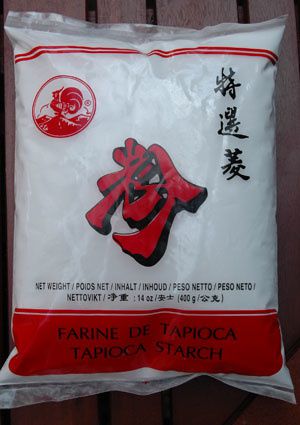 特選菱
粉
®
NET WEIGHT / POIDS NET / INHALT / INHOUD / PESO NETTO / PESO NETO /
NETTOVIKT / 净重 : 14 oz /安士 (400 g /公克)
FARINE DE TAPIOCA
TAPIOCA STARCH